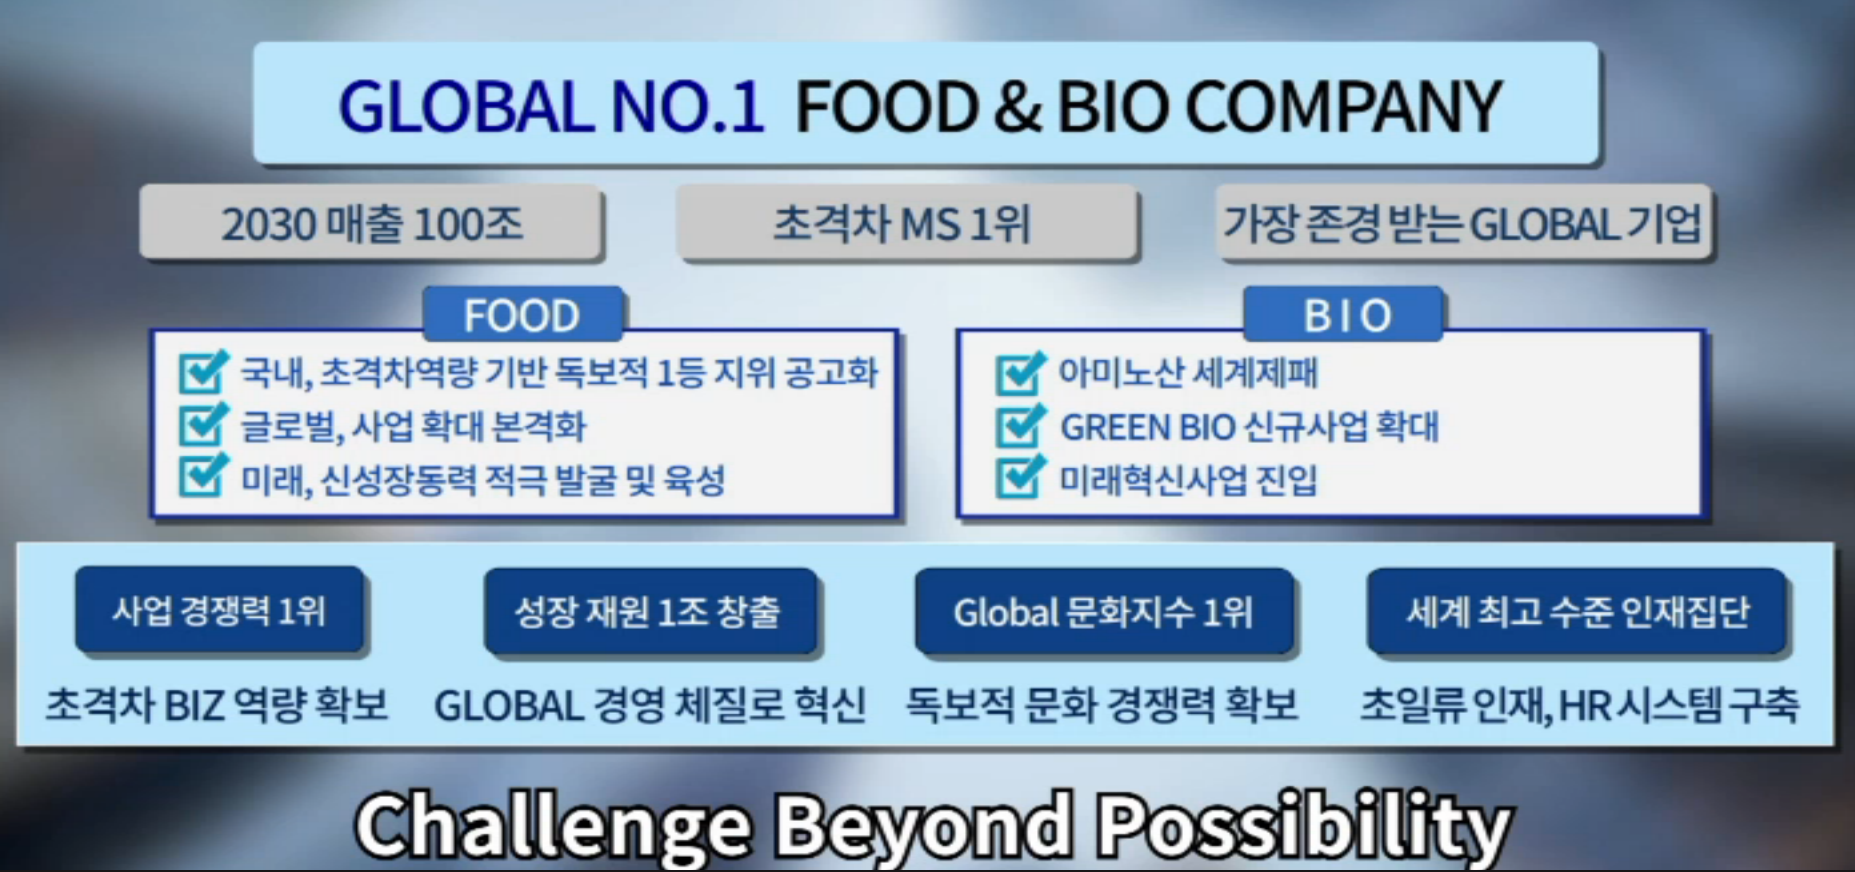 GLOBAL NO.1 FOOD & BIO COMPANY
2030 매출 100조
초격차 MS 1위
가장 존경 받는 GLOBAL 기업
FOOD
국내, 초격차역량 기반 독보적 1등 지위 공고화
글로벌, 사업 확대 본격화
미래, 신성장동력 적극 발굴 및 육성
BIO
아미노산 세계제패
GREEN BIO 신규사업 확대
미래혁신사업 진입
사업 경쟁력 1위
초격차 BIZ 역량 확보
성장 재원 1조 창출
GLOBAL 경영 체질로 혁신
Global 문화지수 1위
독보적 문화 경쟁력 확보
세계 최고 수준 인재집단
초일류 인재, HR 시스템 구축
Challenge Beyond Possibility